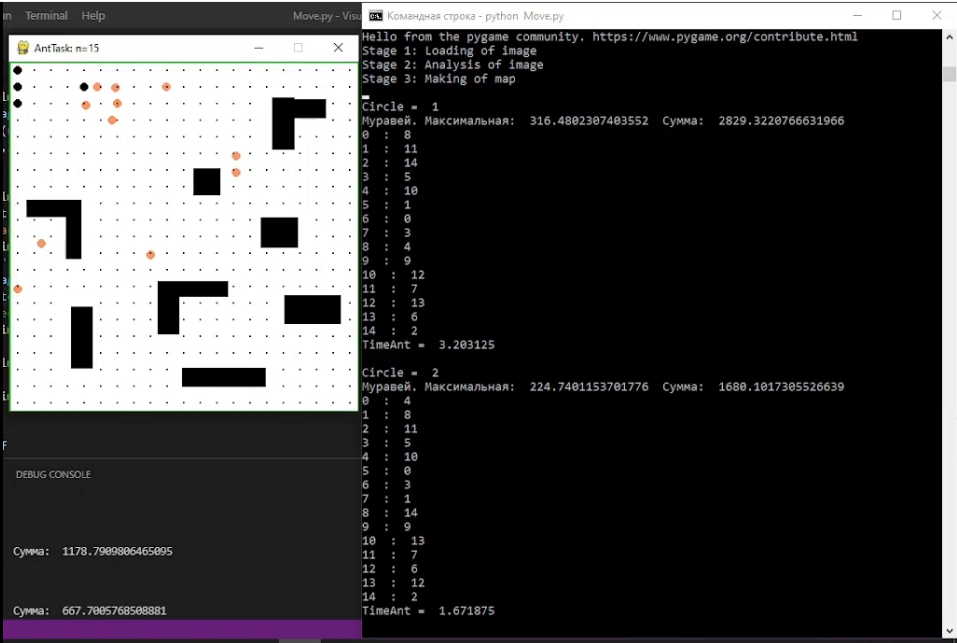 Terminal Help
Move.py - Visu
AntTask: n=15
DEBUG CONSOLE
Сумма: 1178.7909806465095
Сумма: 667.7005768508881
Командная строка - python Move.py
Hello from the pygame community. https://www.pygame.org/contribute.html
Stage 1: Loading of image
Stage 2: Analysis of image
Stage 3: Making of map
Circle = 1
Муравей. Максимальная: 316.4802307403552 Сумма: 2829.3220766631966
0 : 8
1 : 11
2 : 14
3 : 5
4 : 10
5 : 1
6 : 0
7 : 3
8 : 4
9 : 9
10 : 12
11 : 7
12 : 13
13 : 6
14 : 2
TimeAnt = 3.203125
Circle = 2
Муравей. Максимальная: 224.7401153701776 Сумма: 1680.1017305526639
0 : 4
1 : 8
2 : 11
3 : 5
4 : 10
5 : 0
6 : 3
7 : 1
8 : 14
9 : 9
10 : 13
11 : 7
12 : 6
13 : 12
14 : 2
TimeAnt = 1.671875